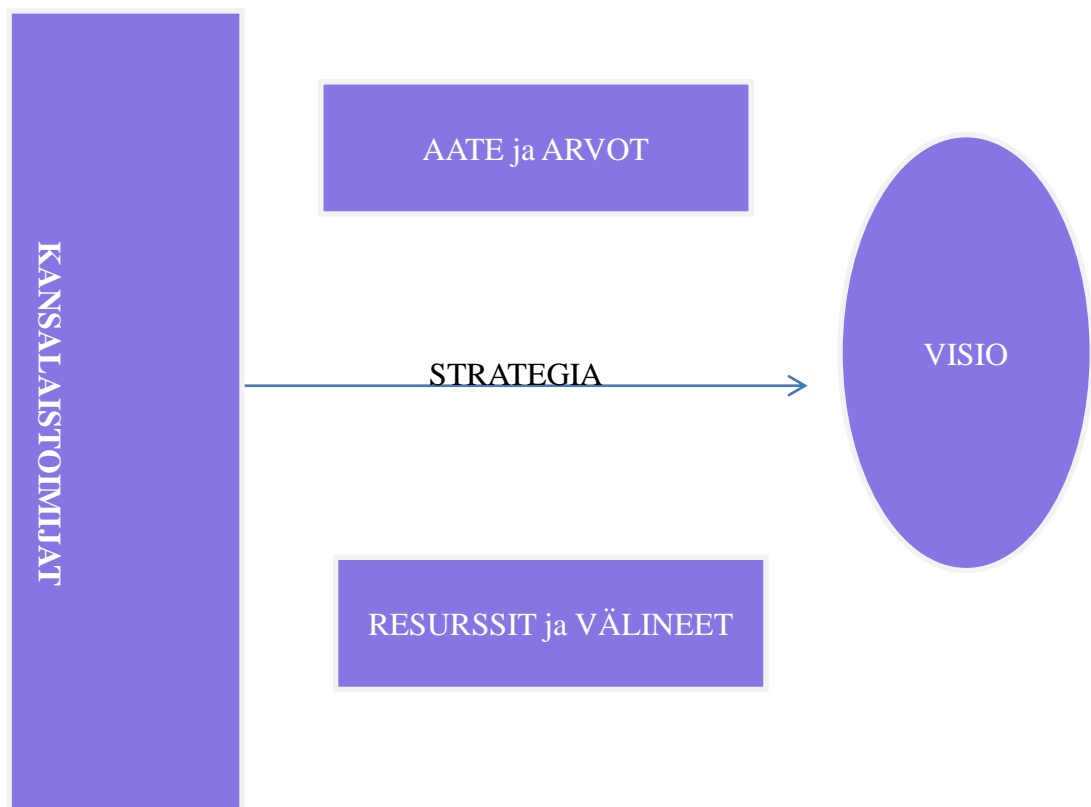 KANSALAISTOIMIJAT
AATE ja ARVOT
STRATEGIA
RESURSSIT ja VÄLINEET
VISIO